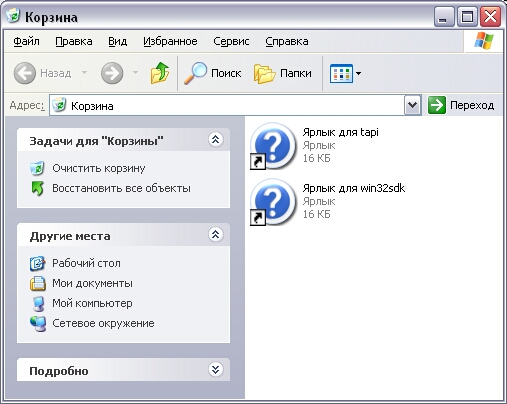 Корзина
Файл Правка Вид Избранное Сервис Справка
Назад Поиск Папки
Адрес: Корзина Переход
Задачи для "Корзины"
Очистить корзину
Восстановить все объекты
Другие места
Рабочий стол
Мои документы
Мой компьютер
Сетевое окружение
Подробно
Ярлык для tapi
Ярлык
16 КБ
Ярлык для win32sdk
Ярлык
16 КБ